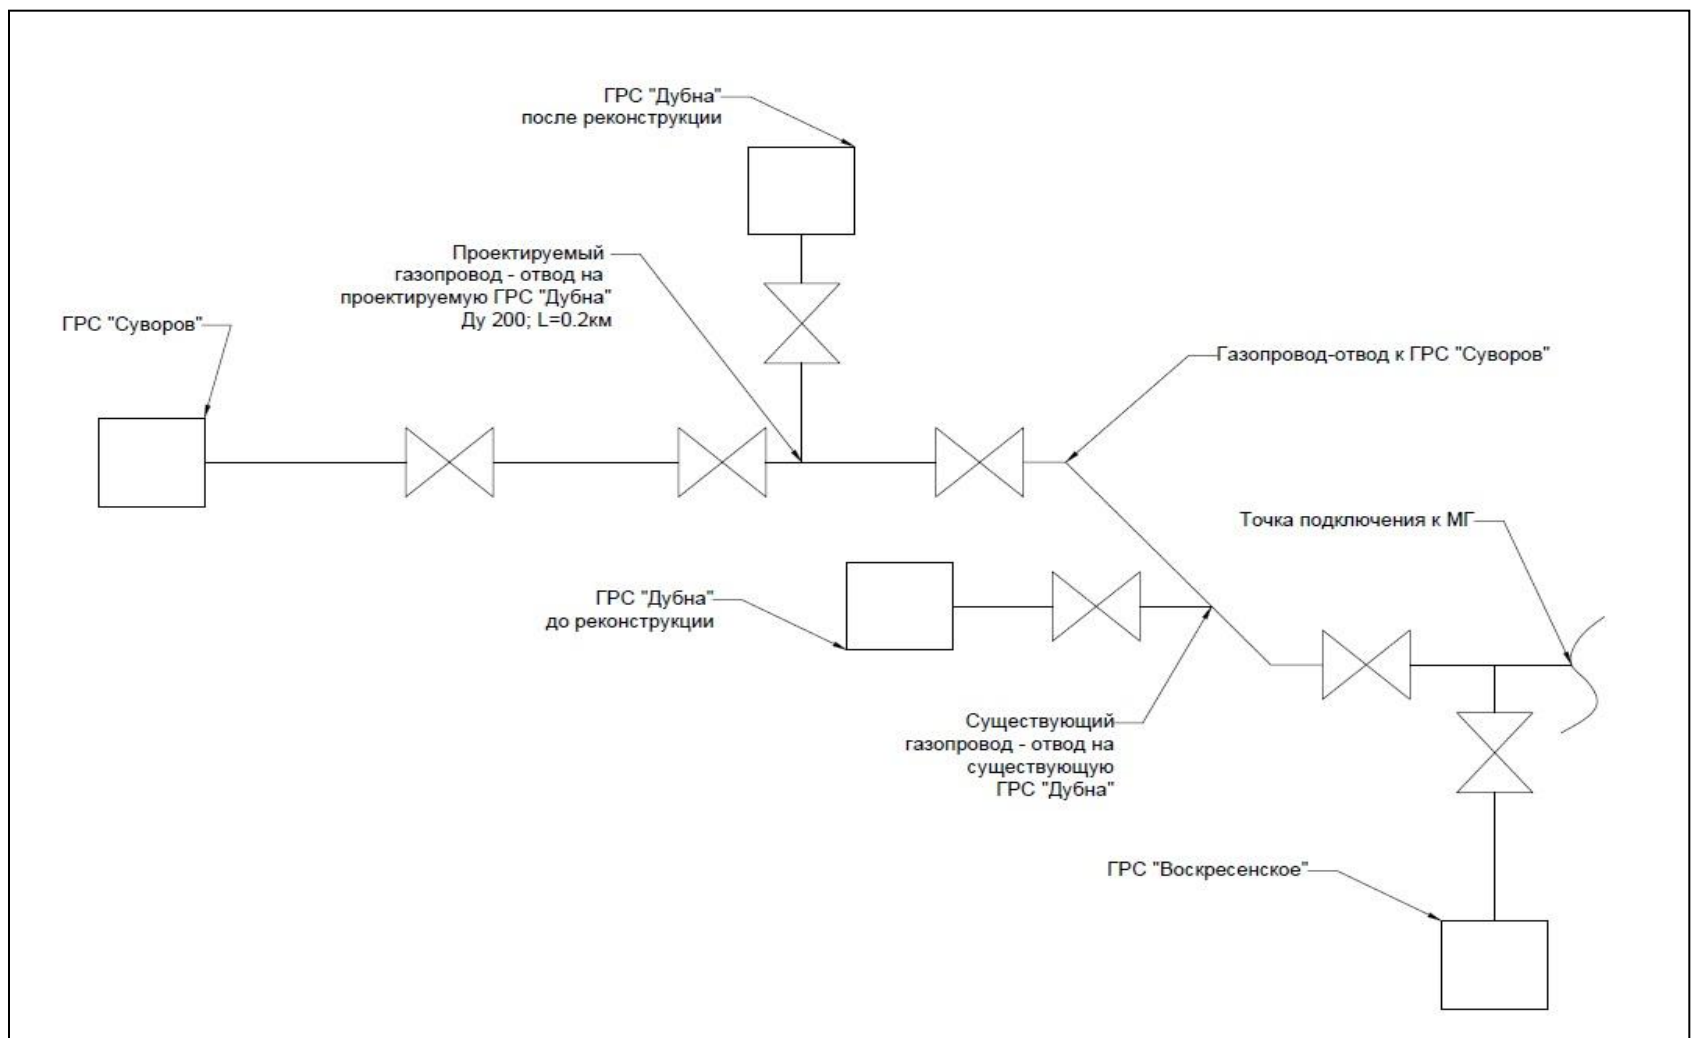 ГРС "Дубна"
после реконструкции
Проектируемый
газопровод - отвод на
проектируемую ГРС "Дубна"
Ду 200; L=0.2км
ГРС "Суворов"
Газопровод-отвод к ГРС "Суворов"
Точка подключения к МГ
ГРС "Дубна"
до реконструкции
Существующий
газопровод - отвод на
существующую
ГРС "Дубна"
ГРС "Воскресенское"